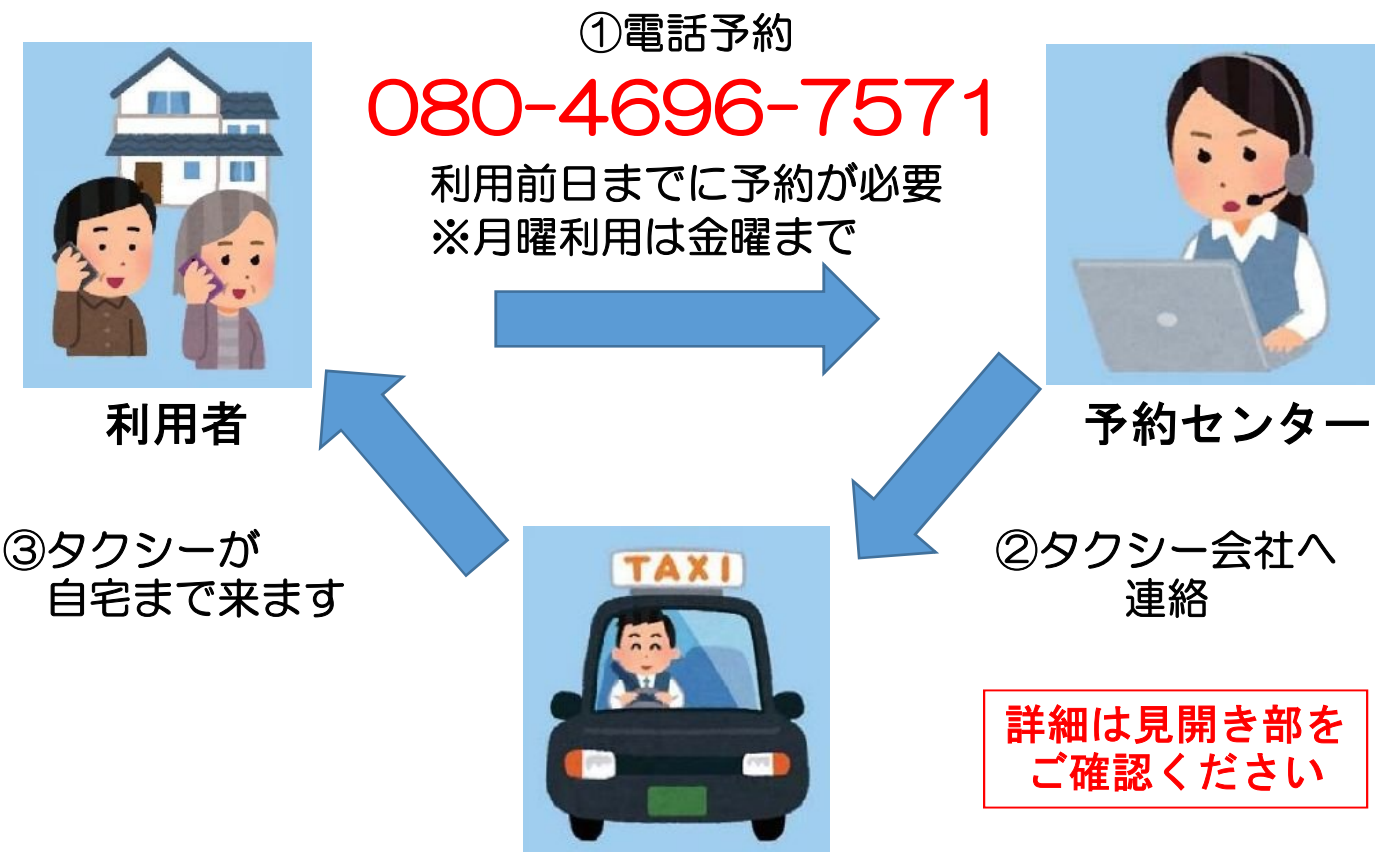 ①電話予約
080-4696-7571
利用前日までに予約が必要
※月曜利用は金曜まで
利用者
予約センター
③タクシーが
自宅まで来ます
TAXI
②タクシー会社へ
連絡
詳細は見開き部を
ご確認ください